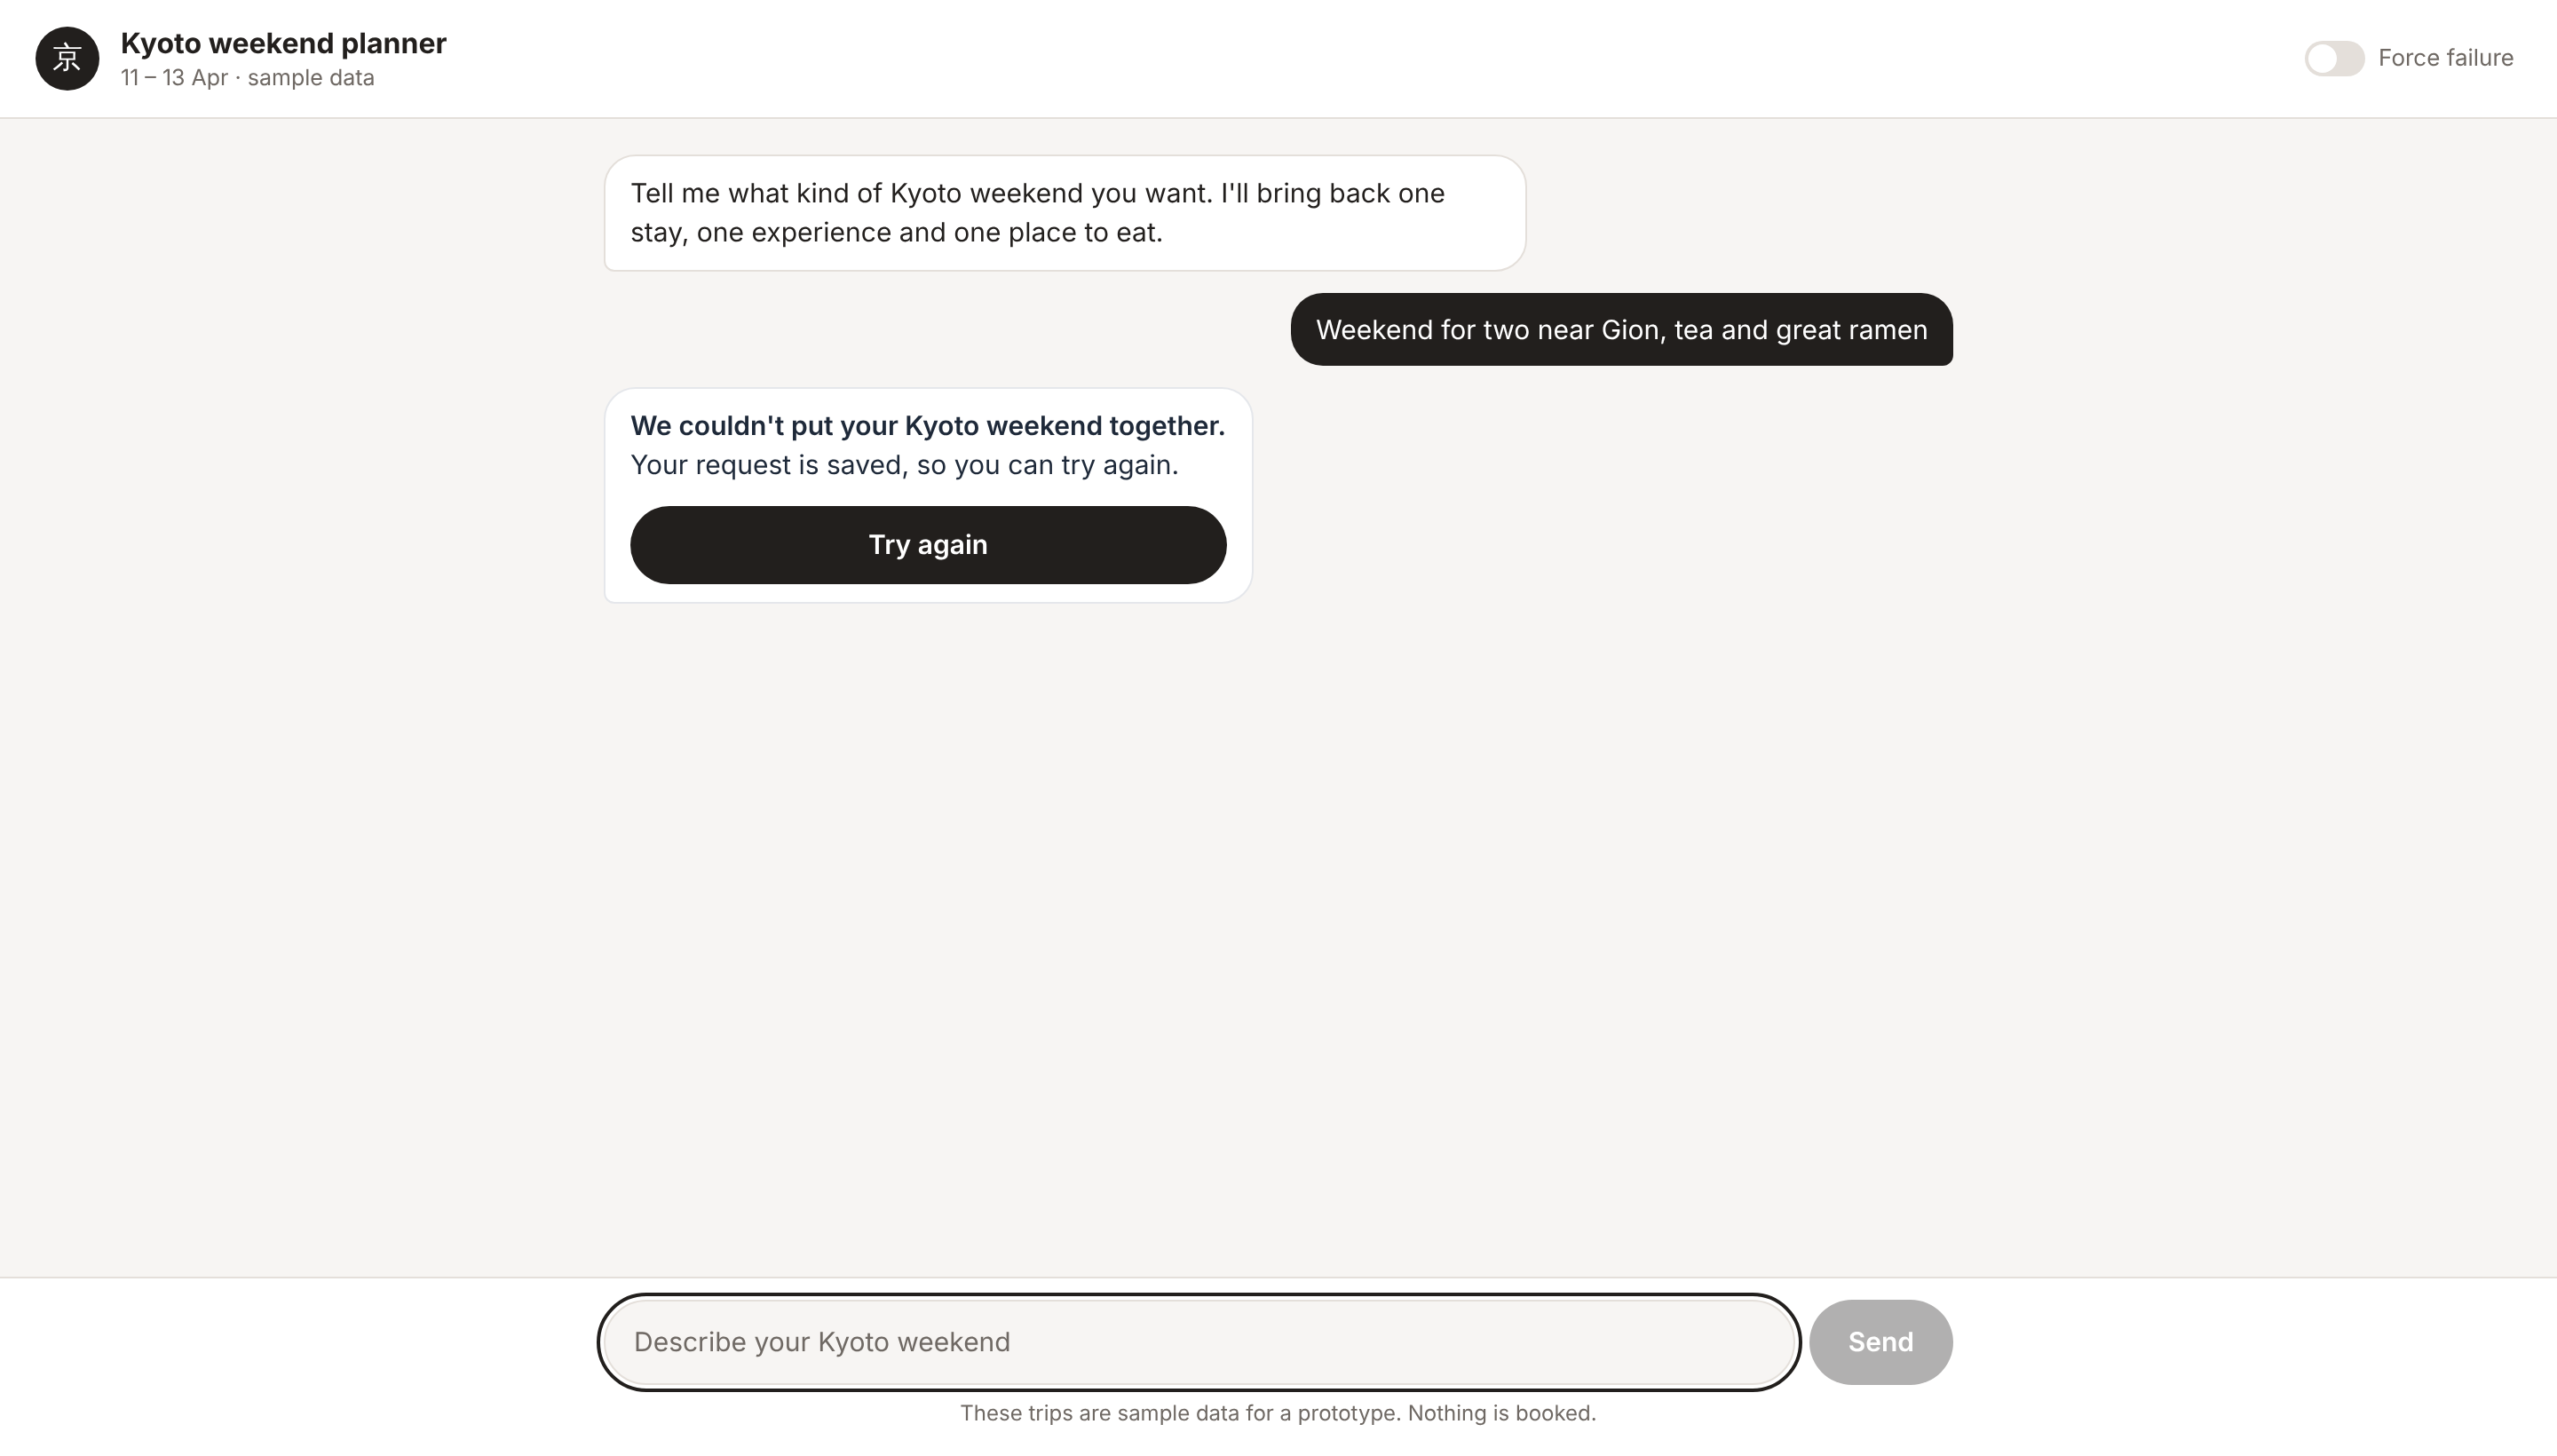 京
Kyoto weekend planner
11 – 13 Apr · sample data
Force failure
Tell me what kind of Kyoto weekend you want. I'll bring back one
stay, one experience and one place to eat.
Weekend for two near Gion, tea and great ramen
We couldn't put your Kyoto weekend together.
Your request is saved, so you can try again.
Try again
Describe your Kyoto weekend
Send
These trips are sample data for a prototype. Nothing is booked.